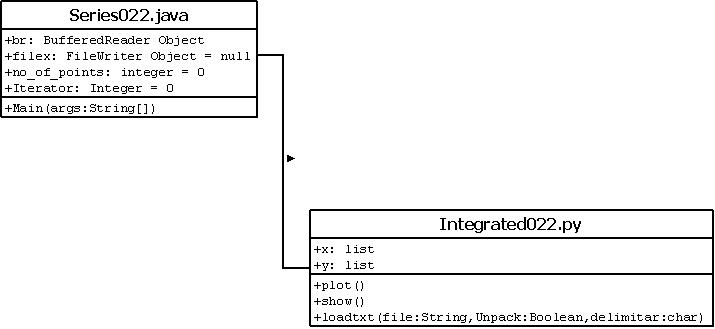 Series022.java
+br: BufferedReader Object
+filex: FileWriter Object = null
+no_of_points: integer = 0
+Iterator: Integer = 0
+Main(args:String[])
Integrated022.py
+x: list
+y: list
+plot()
+show()
+loadtxt(file:String,Unpack:Boolean,delimitar:char)